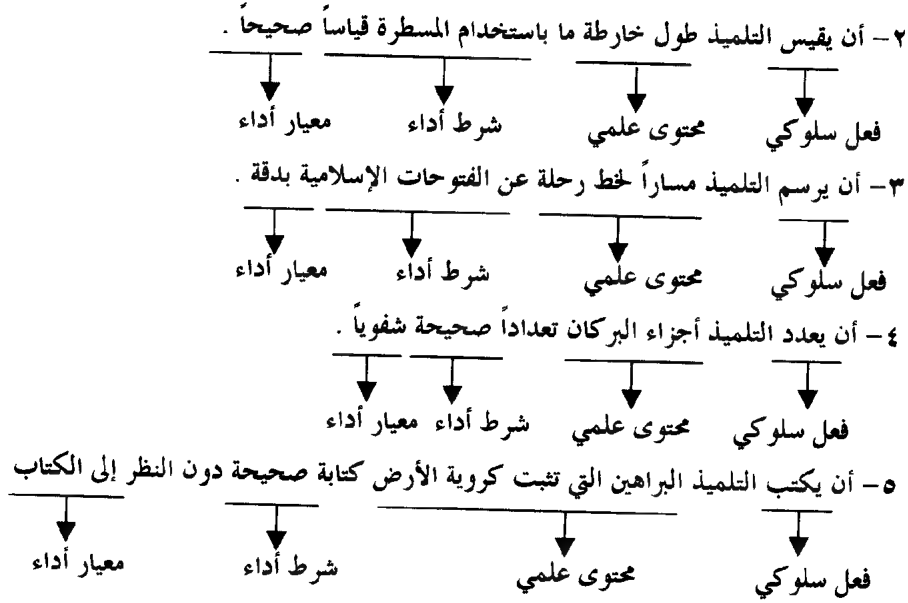 ٢– أن يقيس التلميذ طول خارطة ما باستخدام المسطرة قياساً صحيحاً .
فعل سلوكي محتوى علمي شرط أداء معيار أداء
٣– أن يرسم التلميذ مساراً لخط رحلة عن الفتوحات الإسلامية بدقة .
فعل سلوكي محتوى علمي شرط أداء معيار أداء
٤– أن يعدد التلميذ أجزاء البركان تعداداً صحيحة شفوياً .
فعل سلوكي محتوى علمي شرط أداء معيار أداء
٥– أن يكتب التلميذ البراهين التي تثبت كروية الأرض كتابة صحيحة دون النظر إلى الكتاب
فعل سلوكي محتوى علمي شرط أداء معيار أداء